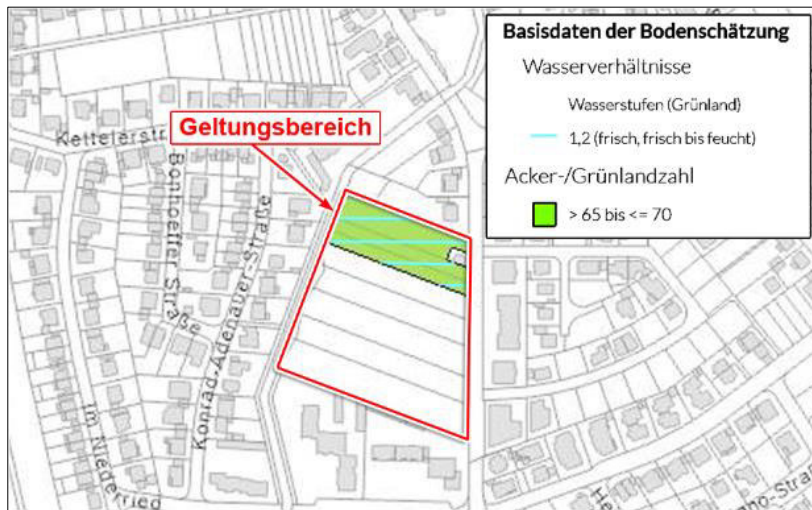 Basisdaten der Bodenschätzung
Wasserverhältnisse
Wasserstufen (Grünland)
1,2 (frisch, frisch bis feucht)
Acker-/Grünlandzahl
> 65 bis <= 70
Geltungsbereich
Bonhoeffer
Straße
Konrad-Adenauer-Straße
Im Niederried